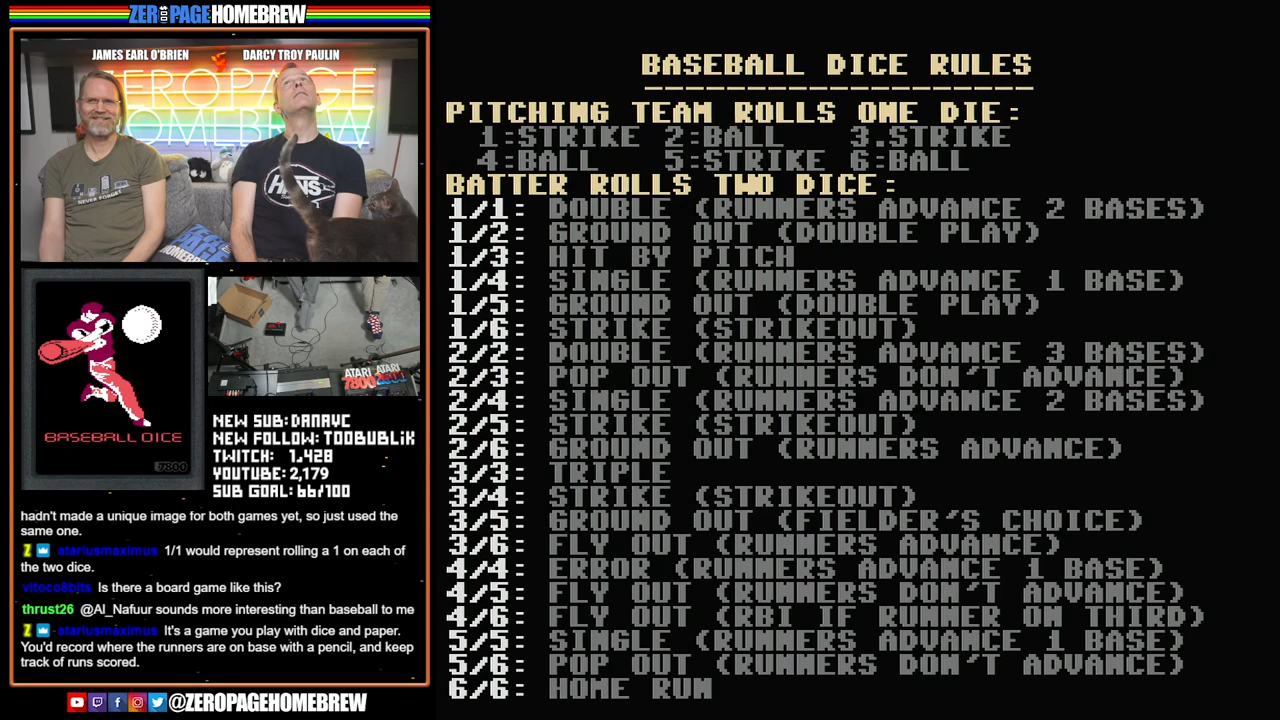 ZEROPAGEHOMEBREW
JAMES EARL O'BRIEN
DARCY TROY PAULIN
ZEROPAGE
HOMEBREW
NEVER FORGET
ZERO PAGE
HOMEBREW
BASEBALL DICE
7800
ATARI
7800
ATARI
NEW SUB: DANAYC
NEW FOLLOW: TOOBUBLIK
TWITCH: 1,428
YOUTUBE: 2,179
SUB GOAL: 66/100
hadn't made a unique image for both games yet, so just used the
same one.
atariusmaximus 1/1 would represent rolling a 1 on each of
the two dice.
vitoco8bits Is there a board game like this?
thrust26 @Al_Nafuur sounds more interesting than baseball to me
atariusmaximus It's a game you play with dice and paper.
You'd record where the runners are on base with a pencil, and keep
track of runs scored.
@ZEROPAGEHOMEBREW
BASEBALL DICE RULES
-------------------
PITCHING TEAM ROLLS ONE DIE:
1:STRIKE 2:BALL 3.STRIKE
4:BALL 5:STRIKE 6:BALL
BATTER ROLLS TWO DICE:
1/1: DOUBLE (RUNNERS ADVANCE 2 BASES)
1/2: GROUND OUT (DOUBLE PLAY)
1/3: HIT BY PITCH
1/4: SINGLE (RUNNERS ADVANCE 1 BASE)
1/5: GROUND OUT (DOUBLE PLAY)
1/6: STRIKE (STRIKEOUT)
2/2: DOUBLE (RUNNERS ADVANCE 3 BASES)
2/3: POP OUT (RUNNERS DON'T ADVANCE)
2/4: SINGLE (RUNNERS ADVANCE 2 BASES)
2/5: STRIKE (STRIKEOUT)
2/6: GROUND OUT (RUNNERS ADVANCE)
3/3: TRIPLE
3/4: STRIKE (STRIKEOUT)
3/5: GROUND OUT (FIELDER'S CHOICE)
3/6: FLY OUT (RUNNERS ADVANCE)
4/4: ERROR (RUNNERS ADVANCE 1 BASE)
4/5: FLY OUT (RUNNERS DON'T ADVANCE)
4/6: FLY OUT (RBI IF RUNNER ON THIRD)
5/5: SINGLE (RUNNERS ADVANCE 1 BASE)
5/6: POP OUT (RUNNERS DON'T ADVANCE)
6/6: HOME RUN